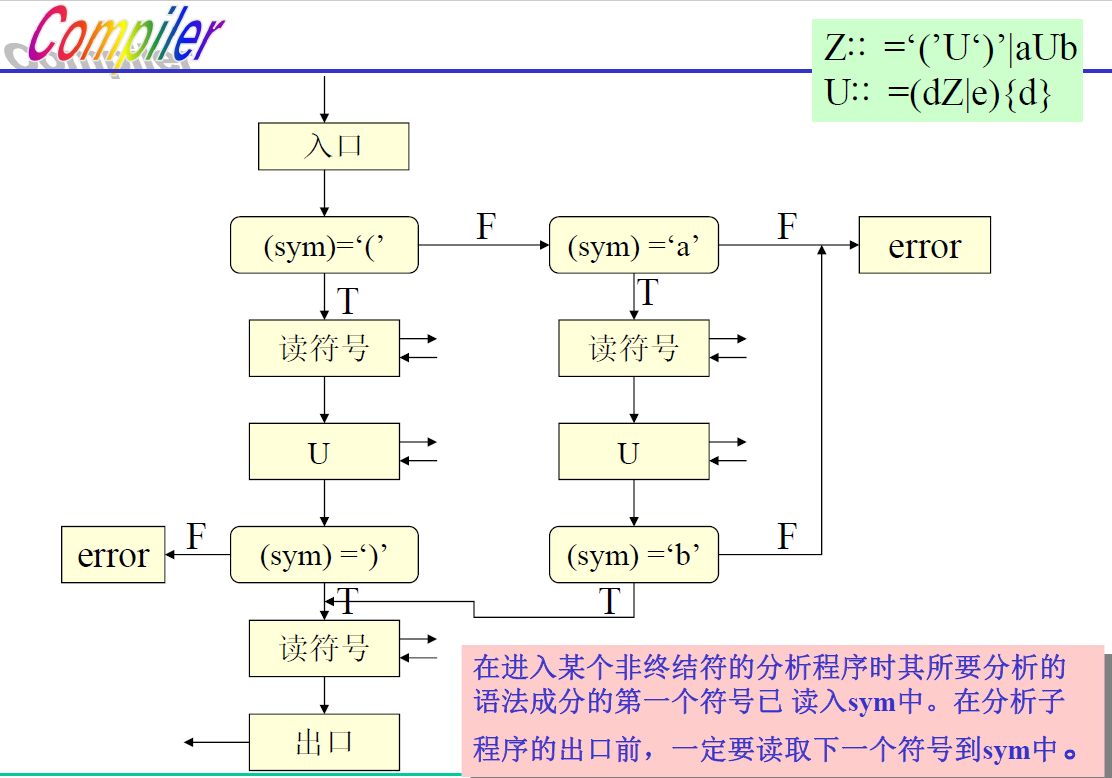 Compiler
Z:: =‘(’U‘)’|aUb
U:: =(dZ|e){d}
入口
(sym)=‘(’
F
(sym) =‘a’
F
error
T
T
读符号
读符号
U
U
error
F
(sym) =‘)’
(sym) =‘b’
F
T
T
读符号
出口
在进入某个非终结符的分析程序时其所要分析的
语法成分的第一个符号已 读入sym中。在分析子
程序的出口前，一定要读取下一个符号到sym中。